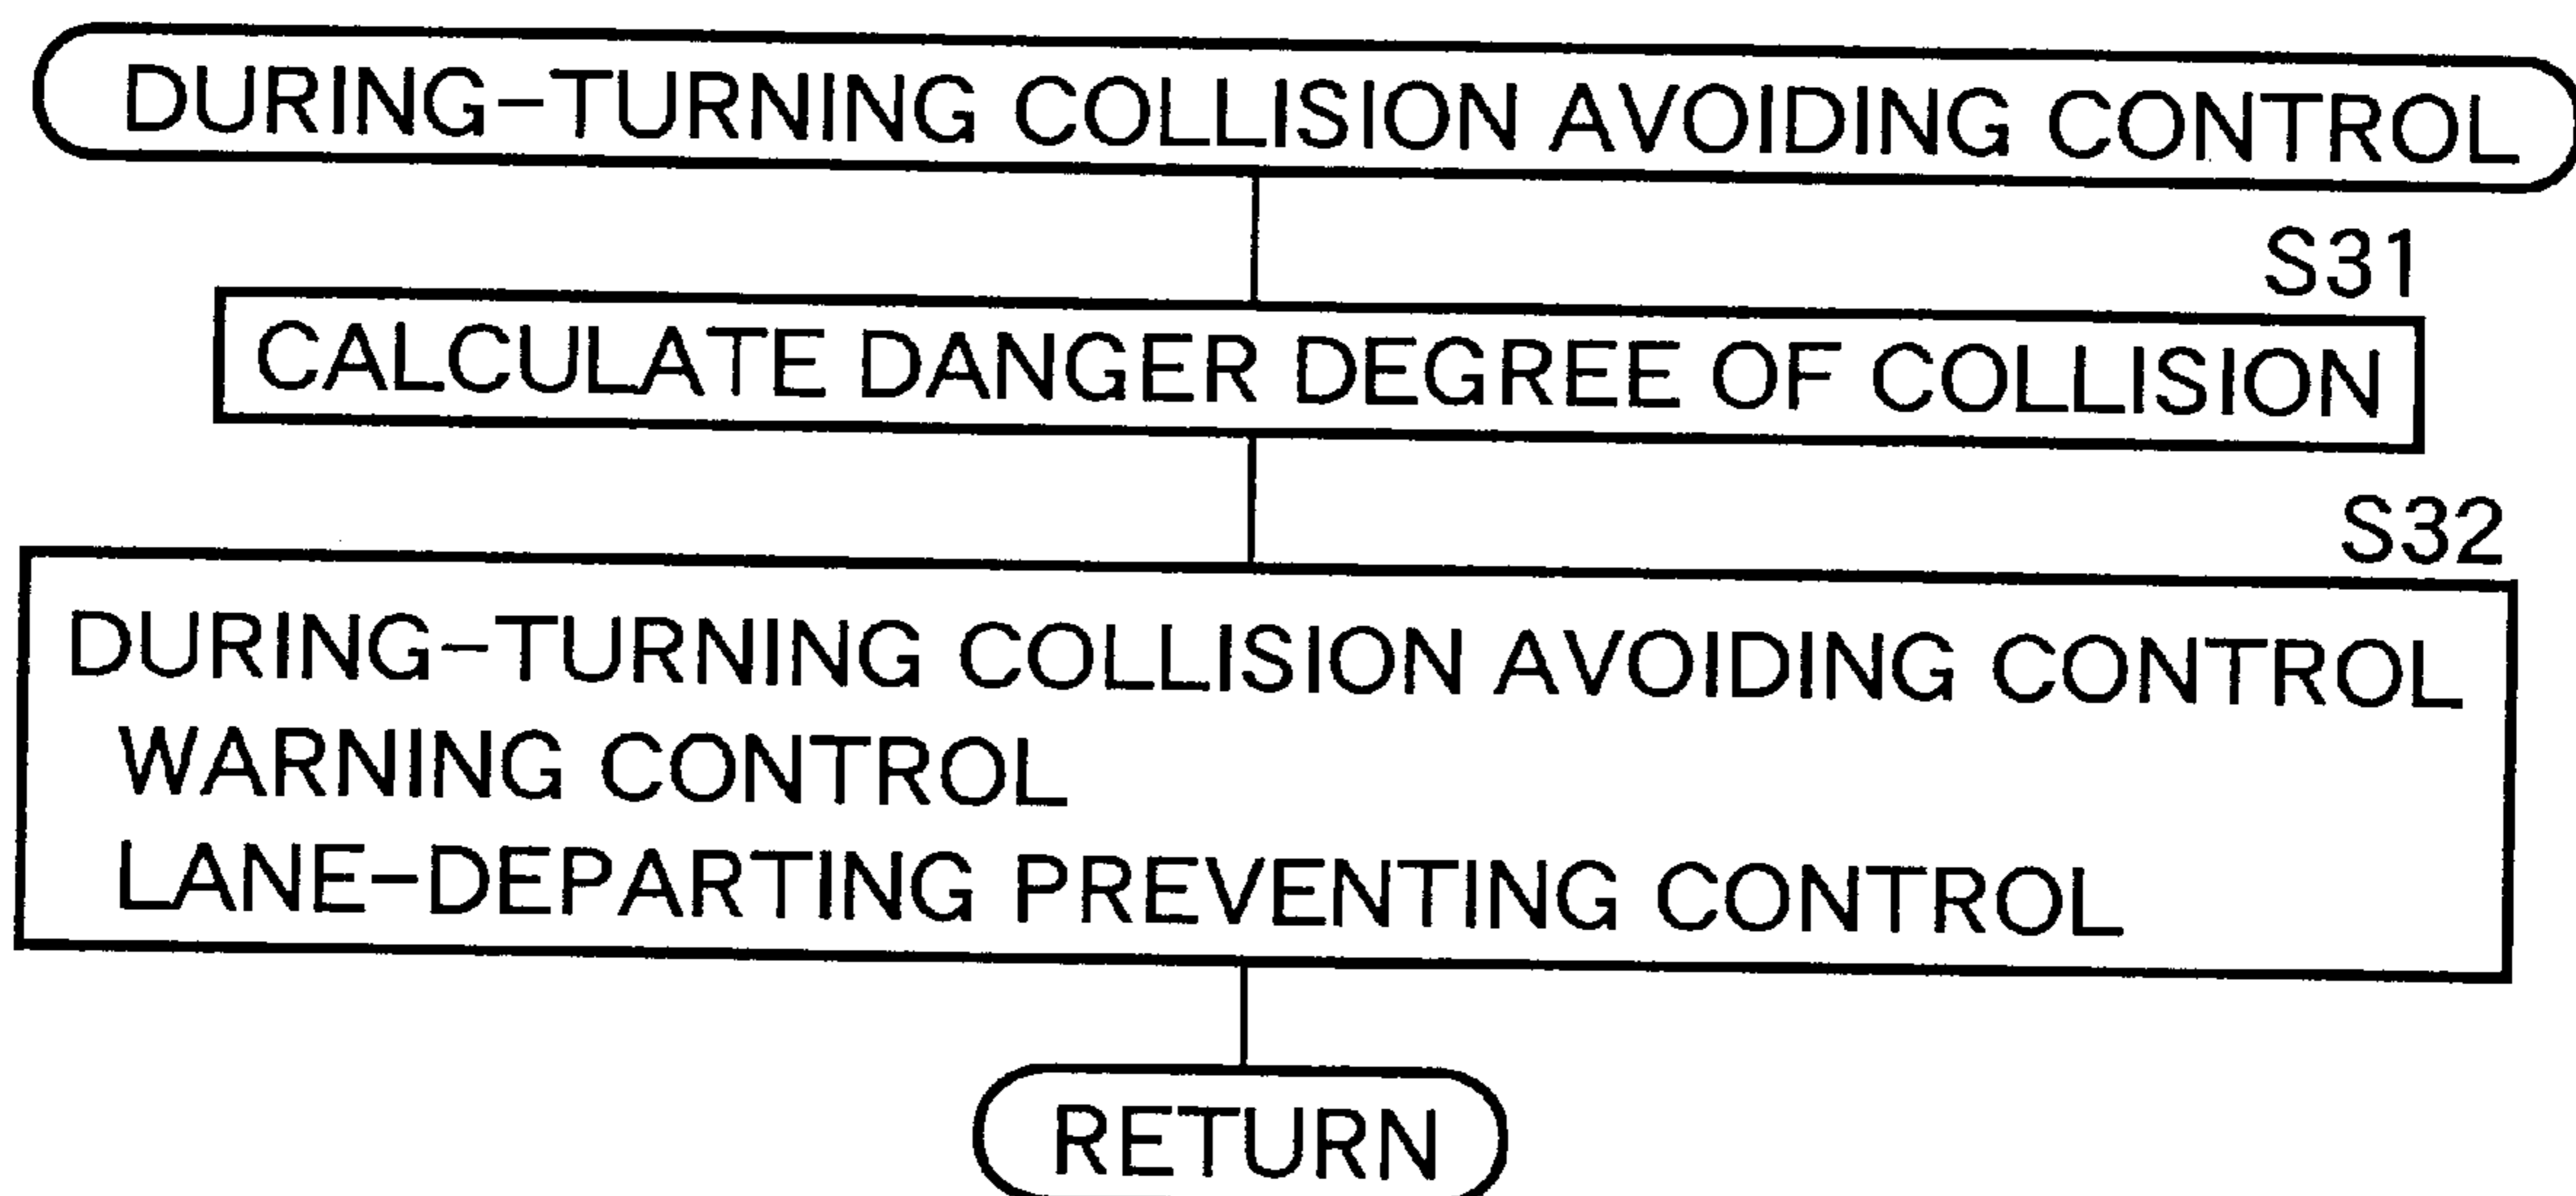 DURING-TURNING COLLISION AVOIDING CONTROL
S31
CALCULATE DANGER DEGREE OF COLLISION
S32
DURING-TURNING COLLISION AVOIDING CONTROL
WARNING CONTROL
LANE-DEPARTING PREVENTING CONTROL
RETURN